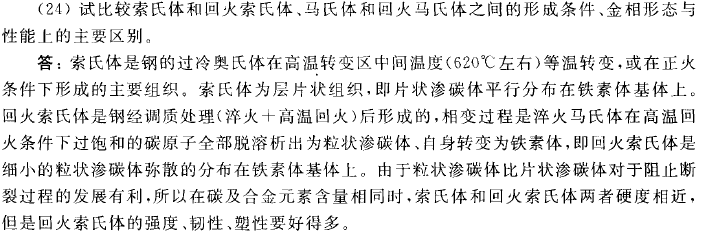 (24) 试比较索氏体和回火索氏体、马氏体和回火马氏体之间的形成条件、金相形态与
性能上的主要区别。
答:索氏体是钢的过冷奥氏体在高温转变区中间温度(620℃左右)等温转变,或在正火
条件下形成的主要组织。索氏体为层片状组织,即片状渗碳体平行分布在铁素体基体上。
回火索氏体是钢经调质处理(淬火+高温回火)后形成的,相变过程是淬火马氏体在高温回
火条件下过饱和的碳原子全部脱溶析出为粒状渗碳体、自身转变为铁素体,即回火索氏体是
细小的粒状渗碳体弥散的分布在铁素体基体上。由于粒状渗碳体比片状渗碳体对于阻止断
裂过程的发展有利,所以在碳及合金元素含量相同时,索氏体和回火索氏体两者硬度相近,
但是回火索氏体的强度、韧性、塑性要好得多。